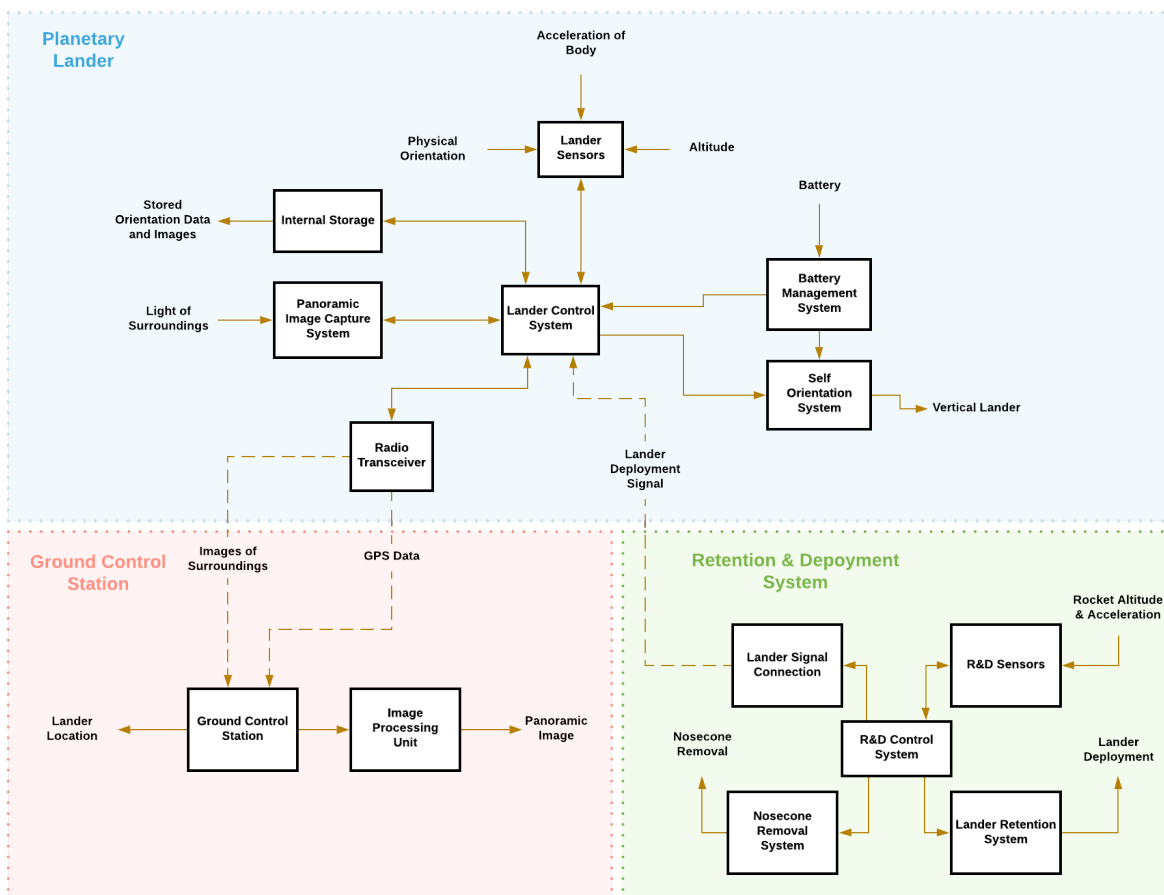 Planetary
Lander
Acceleration of
Body
Physical
Orientation
Lander
Sensors
Altitude
Stored
Orientation Data
and Images
Internal Storage
Battery
Light of
Surroundings
Panoramic
Image Capture
System
Lander Control
System
Battery
Management
System
Self
Orientation
System
Vertical Lander
Radio
Transceiver
Lander
Deployment
Signal
Ground Control
Station
Images of
Surroundings
GPS Data
Lander
Location
Ground Control
Station
Image
Processing
Unit
Panoramic
Image
Retention & Depoyment
System
Rocket Altitude
& Acceleration
Lander Signal
Connection
R&D Sensors
Nosecone
Removal
R&D Control
System
Lander
Deployment
Nosecone
Removal
System
Lander Retention
System